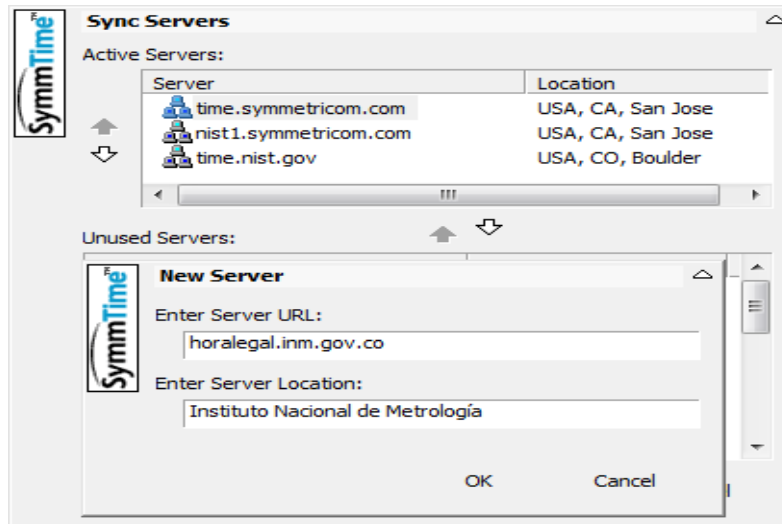 SymmTime™
Sync Servers
Active Servers:
Server Location
time.symmetricom.com USA, CA, San Jose
nist1.symmetricom.com USA, CA, San Jose
time.nist.gov USA, CO, Boulder
Unused Servers:
SymmTime™
New Server
Enter Server URL:
horalegal.inm.gov.co
Enter Server Location:
Instituto Nacional de Metrología
OK Cancel